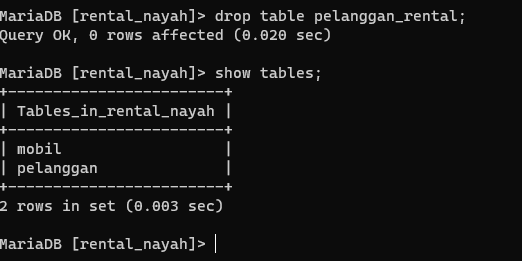 MariaDB [rental_nayah]> drop table pelanggan_rental;
Query OK, 0 rows affected (0.020 sec)
MariaDB [rental_nayah]> show tables;
+------------------------+
| Tables_in_rental_nayah |
+------------------------+
| mobil                  |
| pelanggan              |
+------------------------+
2 rows in set (0.003 sec)
MariaDB [rental_nayah]>